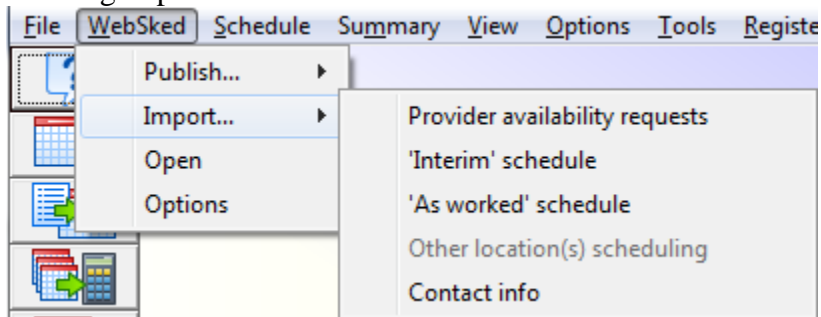 File WebSked Schedule Summary View Options Tools Registe
Publish...
Import...
Open
Options
Provider availability requests
'Interim' schedule
'As worked' schedule
Other location(s) scheduling
Contact info